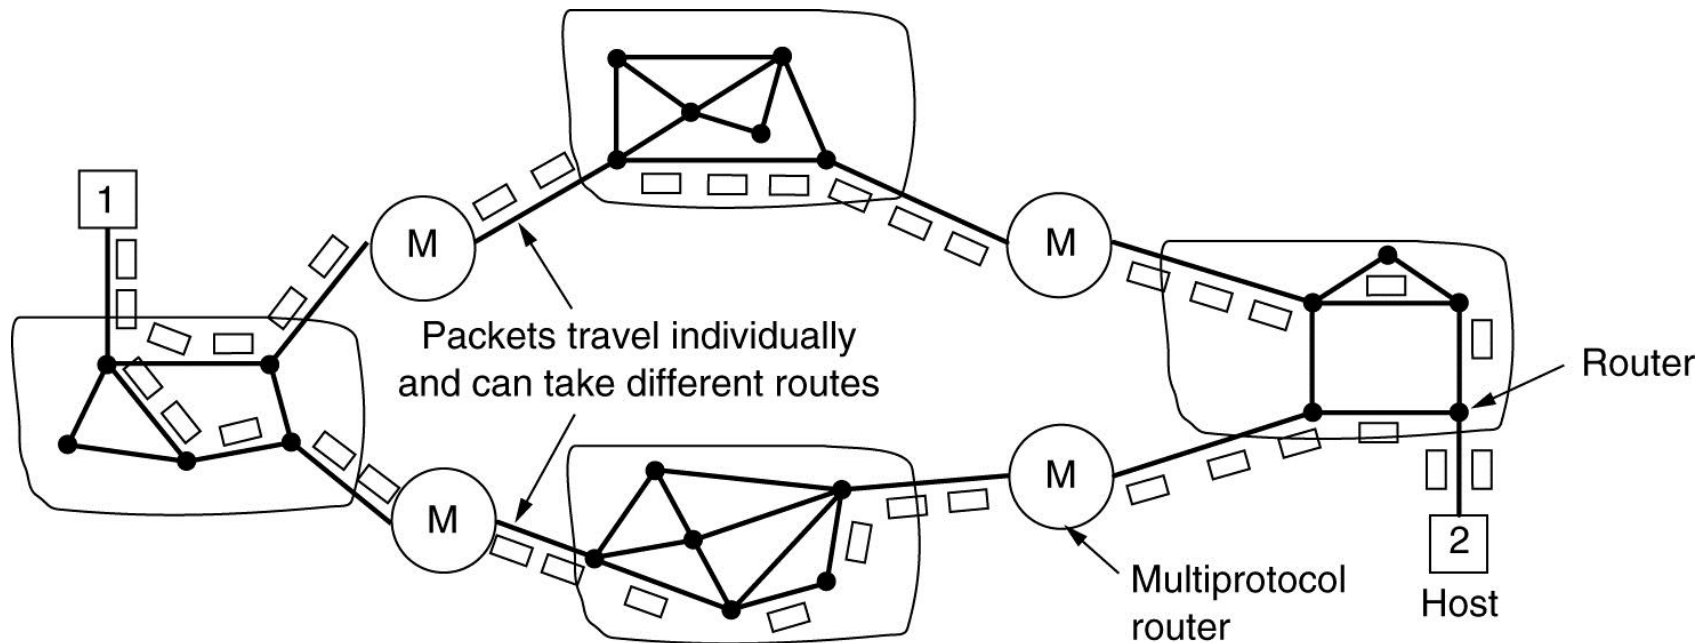 1
M
M
Packets travel individually
and can take different routes
Router
M
M
2
Multiprotocol
router
Host